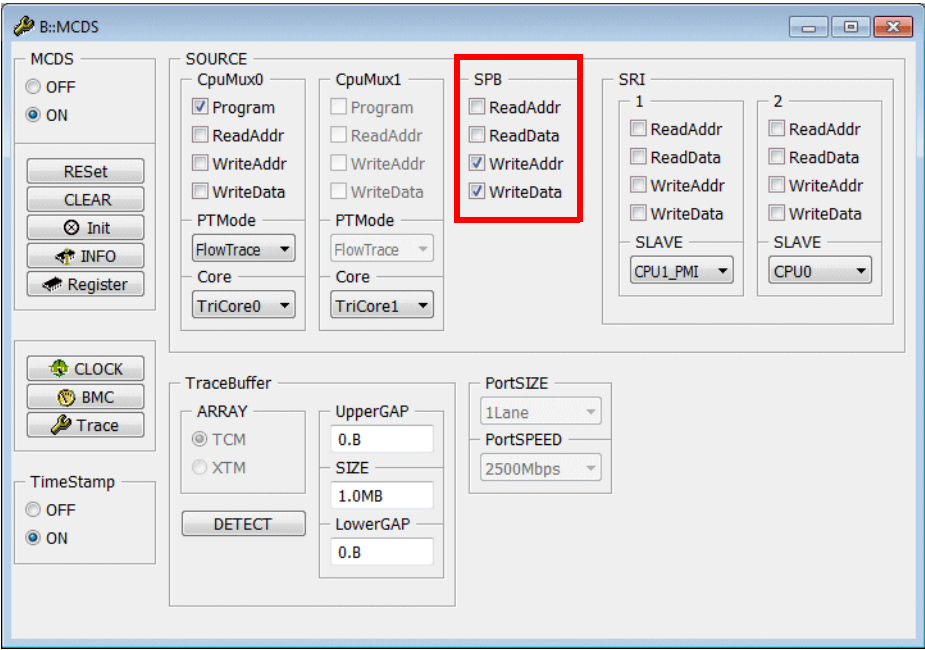 B::MCDS
MCDS
OFF
ON
RESet
CLEAR
Init
INFO
Register
CLOCK
BMC
Trace
TimeStamp
OFF
ON
SOURCE
CpuMux0
Program
ReadAddr
WriteAddr
WriteData
PTMode
FlowTrace
Core
TriCore0
CpuMux1
Program
ReadAddr
WriteAddr
WriteData
PTMode
FlowTrace
Core
TriCore1
SPB
ReadAddr
ReadData
WriteAddr
WriteData
SRI
1
ReadAddr
ReadData
WriteAddr
WriteData
SLAVE
CPU1_PMI
2
ReadAddr
ReadData
WriteAddr
WriteData
SLAVE
CPU0
TraceBuffer
ARRAY
TCM
XTM
DETECT
UpperGAP
0.B
SIZE
1.0MB
LowerGAP
0.B
PortSIZE
1Lane
PortSPEED
2500Mbps